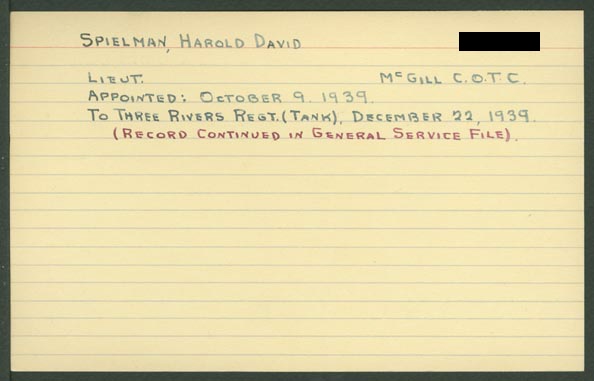 SPIELMAN, HAROLD DAVID
LIEUT. McGILL C.O.T.C.
APPOINTED: OCTOBER 9. 1939.
TO THREE RIVERS REGT. (TANK), DECEMBER 22, 1939.
(RECORD CONTINUED IN GENERAL SERVICE FILE).